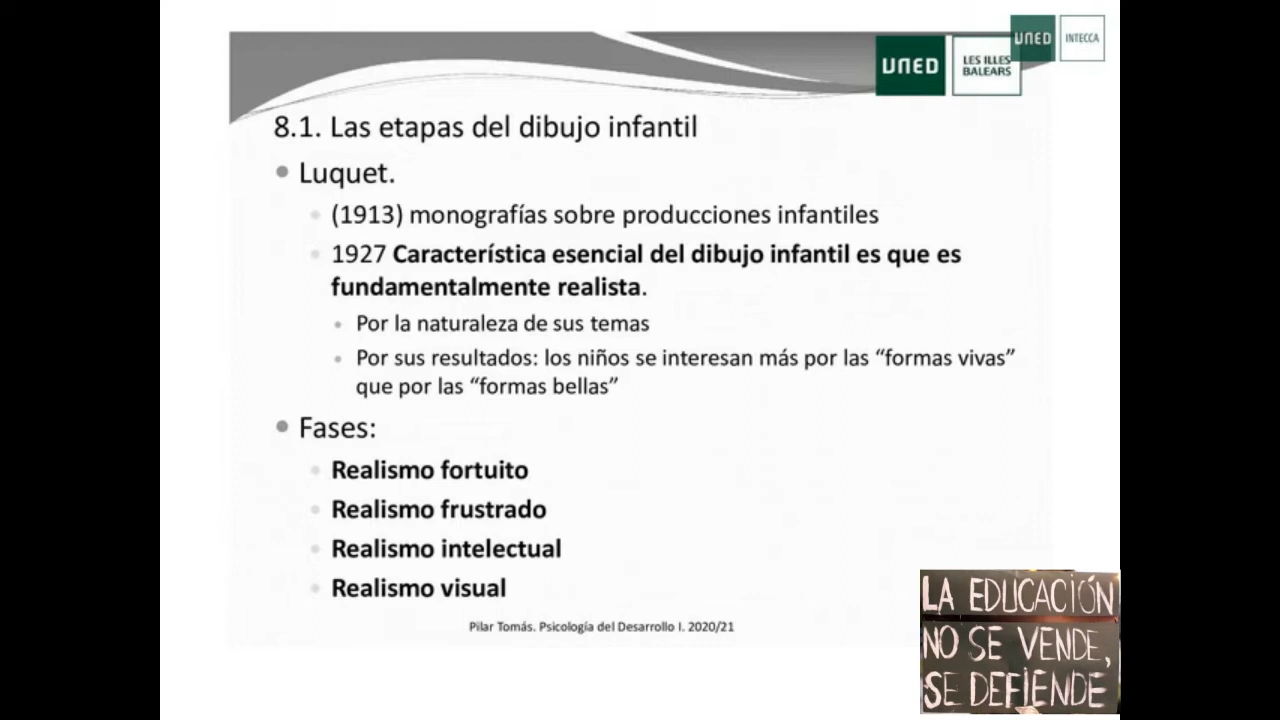 UNED
INTECCA
UNED
LES ILLES
BALEARS
8.1. Las etapas del dibujo infantil
Luquet.
(1913) monografías sobre producciones infantiles
1927 Característica esencial del dibujo infantil es que es
fundamentalmente realista.
Por la naturaleza de sus temas
Por sus resultados: los niños se interesan más por las “formas vivas”
que por las “formas bellas”
Fases:
Realismo fortuito
Realismo frustrado
Realismo intelectual
Realismo visual
Pilar Tomás. Psicología del Desarrollo I. 2020/21
LA EDUCACIÓN
NO SE VENDE,
SE DEFIENDE